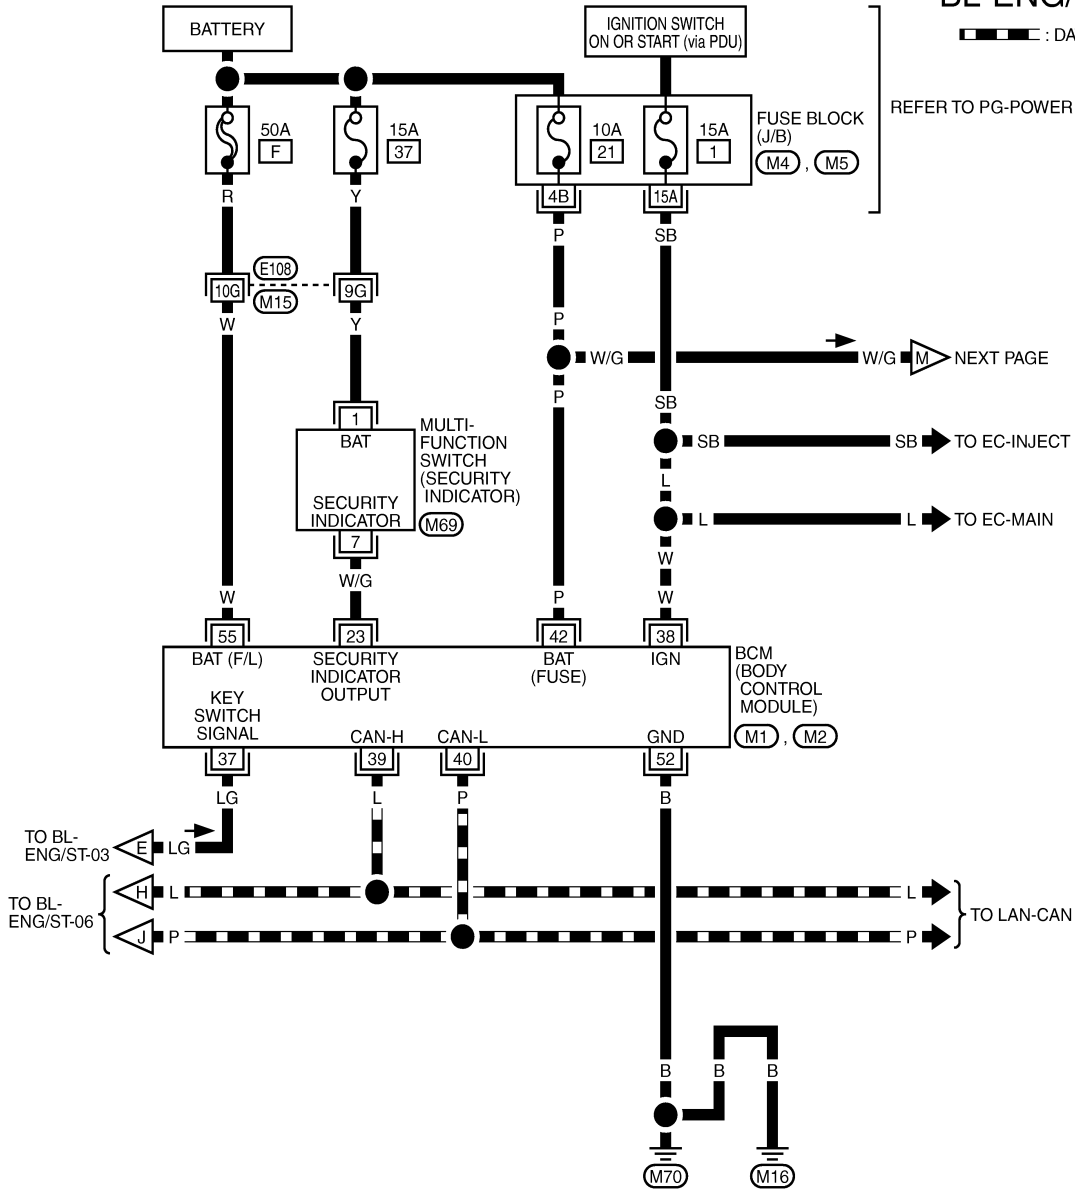 BL-ENG/
BATTERY
IGNITION SWITCH
ON OR START (via PDU)
: DA
REFER TO PG-POWER
50A
F
15A
37
10A
21
15A
1
FUSE BLOCK
(J/B)
M4 , M5
4B
15A
R
Y
P
SB
E108
10G
9G
M15
W
Y
P
W/G
W/G
M
NEXT PAGE
P
SB
1
BAT
MULTI-
FUNCTION
SWITCH
(SECURITY
INDICATOR)
M69
SB
SB
TO EC-INJECT
L
SECURITY
INDICATOR
7
L
L
TO EC-MAIN
W
W/G
W
P
W
55
23
42
38
BAT (F/L)
SECURITY
INDICATOR
OUTPUT
BAT
(FUSE)
IGN
BCM
(BODY
CONTROL
MODULE)
M1 , M2
KEY
SWITCH
SIGNAL
CAN-H
CAN-L
GND
37
39
40
52
LG
L
P
B
TO BL-
ENG/ST-03
E
LG
TO BL-
ENG/ST-06
H
L
L
J
P
P
TO LAN-CAN
B
B
B
M70
M16